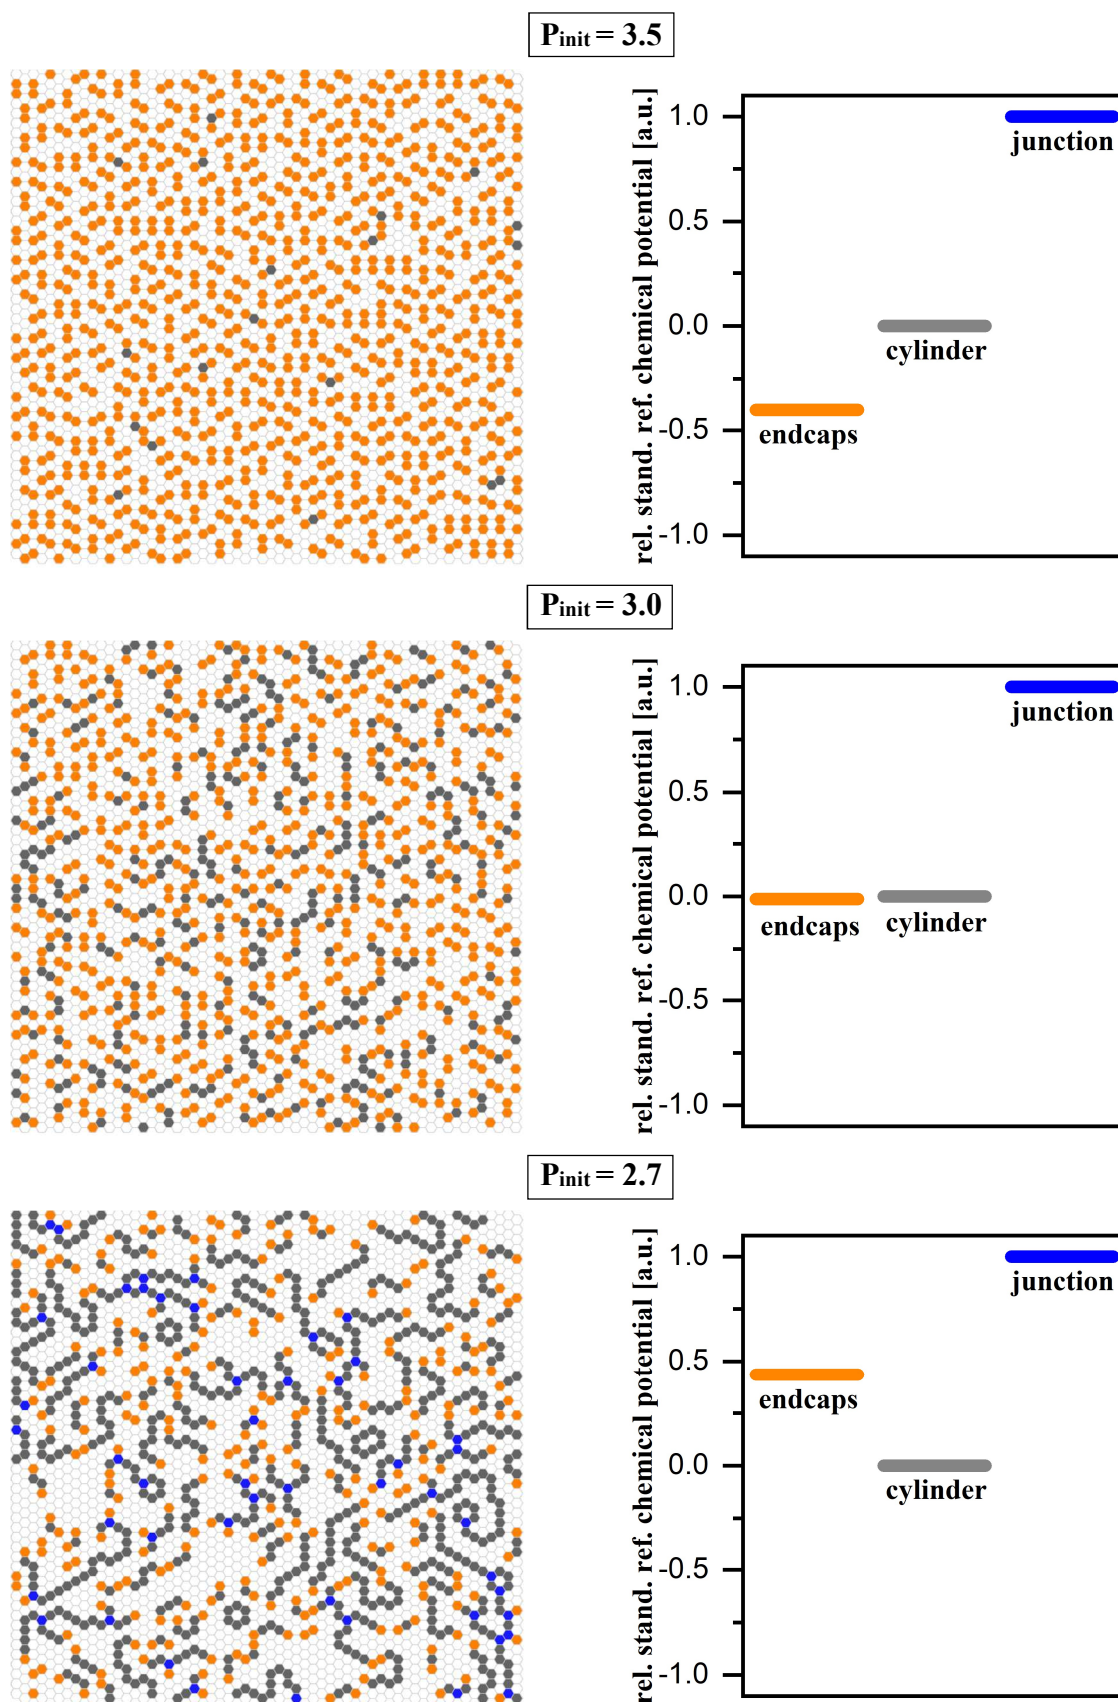 Pinit = 3.5
rel. stand. ref. chemical potential [a.u.]
1.0
0.5
0.0
-0.5
-1.0
junction
cylinder
endcaps
Pinit = 3.0
rel. stand. ref. chemical potential [a.u.]
1.0
0.5
0.0
-0.5
-1.0
junction
endcaps
cylinder
Pinit = 2.7
rel. stand. ref. chemical potential [a.u.]
1.0
0.5
0.0
-0.5
-1.0
junction
endcaps
cylinder